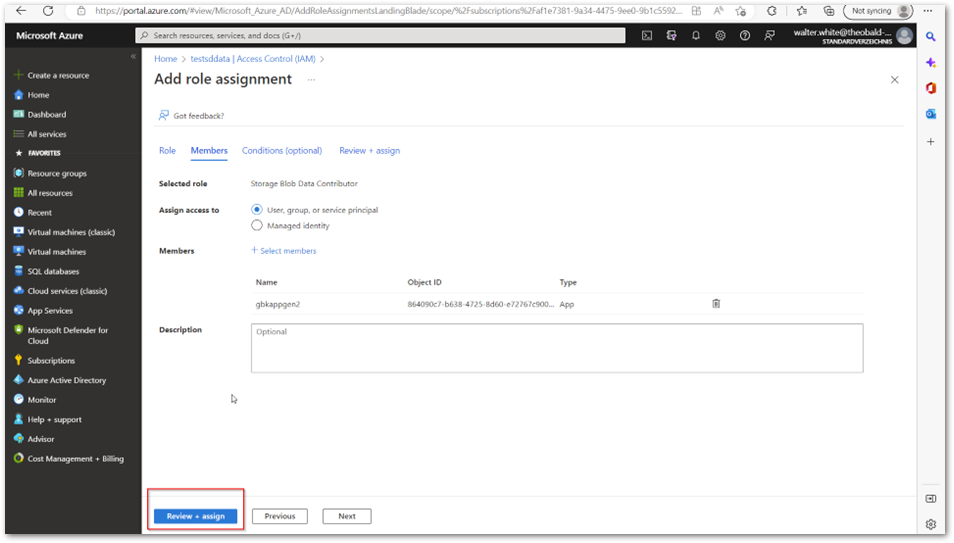 https://portal.azure.com/#view/Microsoft_Azure_AD/AddRoleAssignmentsLandingBlade/scope/%2Fsubscriptions%2Faf1e7381-9a34-4475-9ee0-9b1c5592...
Not syncing
Microsoft Azure
Search resources, services, and docs (G+/)
walter.white@theobald-...
STANDARDVERZEICHNIS
Create a resource
Home
Dashboard
All services
FAVORITES
Resource groups
All resources
Recent
Virtual machines (classic)
Virtual machines
SQL databases
Cloud services (classic)
App Services
Microsoft Defender for
Cloud
Subscriptions
Azure Active Directory
Monitor
Help + support
Advisor
Cost Management + Billing
Home > testsddata | Access Control (IAM) >
Add role assignment ...
Got feedback?
Role Members Conditions (optional) Review + assign
Selected role Storage Blob Data Contributor
Assign access to User, group, or service principal
Managed identity
Members + Select members
Name Object ID Type
gbkappgen2 864090c7-b638-4725-8d60-e72767c900... App
Description Optional
Review + assign Previous Next